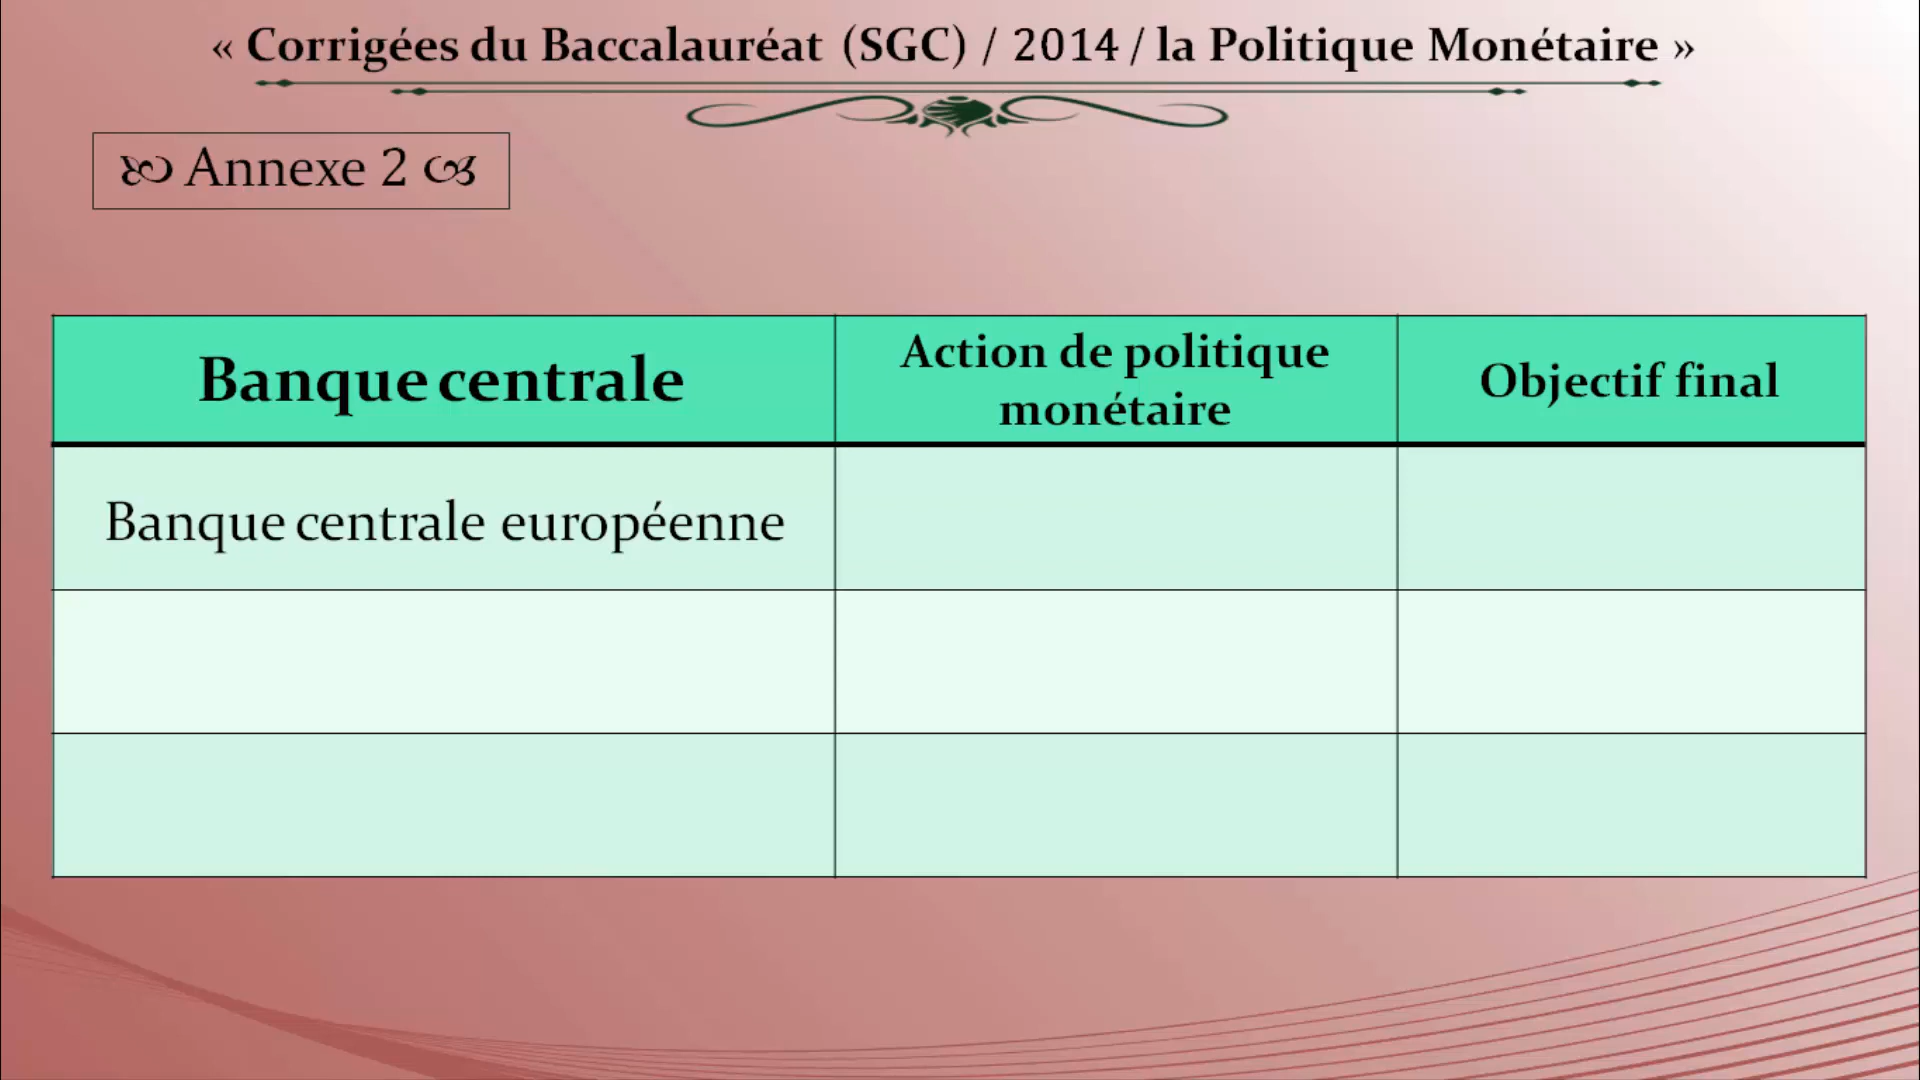 « Corrigées du Baccalauréat (SGC) / 2014 / la Politique Monétaire »
Annexe 2
Banque centrale
Action de politique
monétaire
Objectif final
Banque centrale européenne